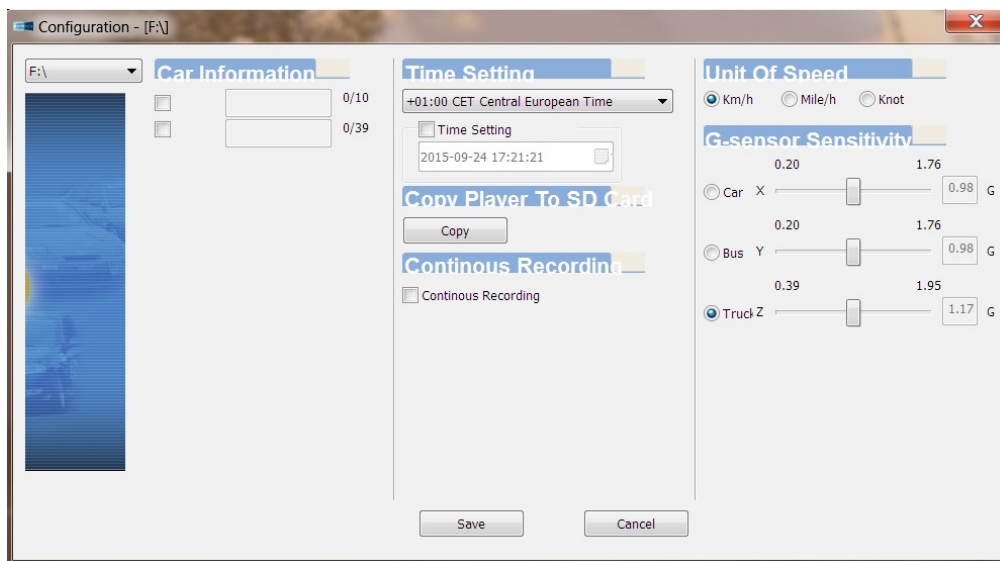 Configuration - [F:\]
F:\
Car Information
0/10
0/39
Time Setting
+01:00 CET Central European Time
Time Setting
2015-09-24 17:21:21
Copy Player To SD Card
Copy
Continous Recording
Continous Recording
Unit Of Speed
Km/h Mile/h Knot
G-sensor Sensitivity
0.20 1.76
Car X 0.98 G
0.20 1.76
Bus Y 0.98 G
0.39 1.95
Truck Z 1.17 G
Save Cancel